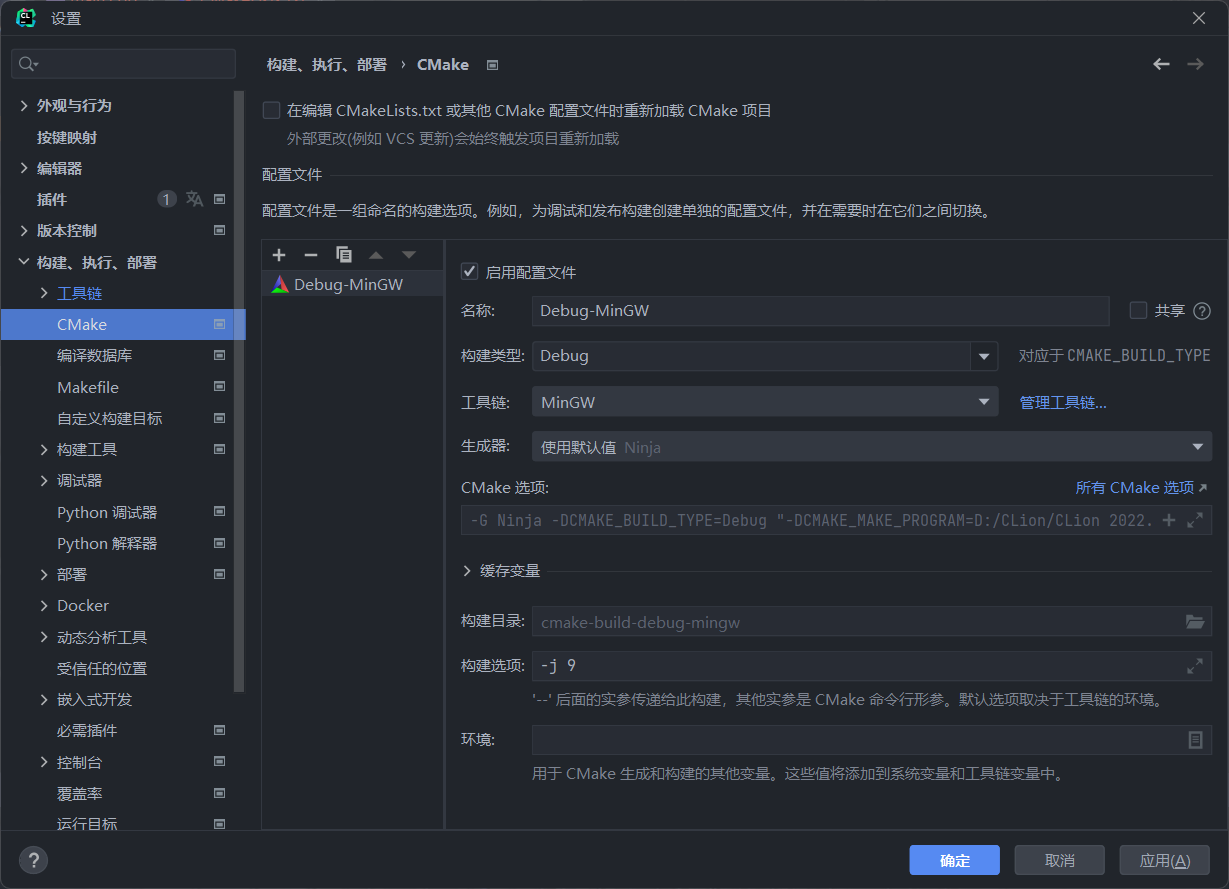 设置
构建、执行、部署 › CMake
外观与行为
按键映射
编辑器
插件 1
版本控制
构建、执行、部署
工具链
CMake
编译数据库
Makefile
自定义构建目标
构建工具
调试器
Python 调试器
Python 解释器
部署
Docker
动态分析工具
受信任的位置
嵌入式开发
必需插件
控制台
覆盖率
运行目标
在编辑 CMakeLists.txt 或其他 CMake 配置文件时重新加载 CMake 项目
外部更改(例如 VCS 更新)会始终触发项目重新加载
配置文件
配置文件是一组命名的构建选项。例如，为调试和发布构建创建单独的配置文件，并在需要时在它们之间切换。
Debug-MinGW
启用配置文件
名称: Debug-MinGW 共享
构建类型: Debug 对应于 CMAKE_BUILD_TYPE
工具链: MinGW 管理工具链...
生成器: 使用默认值 Ninja
CMake 选项: 所有 CMake 选项
-G Ninja -DCMAKE_BUILD_TYPE=Debug "-DCMAKE_MAKE_PROGRAM=D:/CLion/CLion 2022.
缓存变量
构建目录: cmake-build-debug-mingw
构建选项: -j 9
'--' 后面的实参传递给此构建，其他实参是 CMake 命令行形参。默认选项取决于工具链的环境。
环境:
用于 CMake 生成和构建的其他变量。这些值将添加到系统变量和工具链变量中。
?
确定 取消 应用(A)